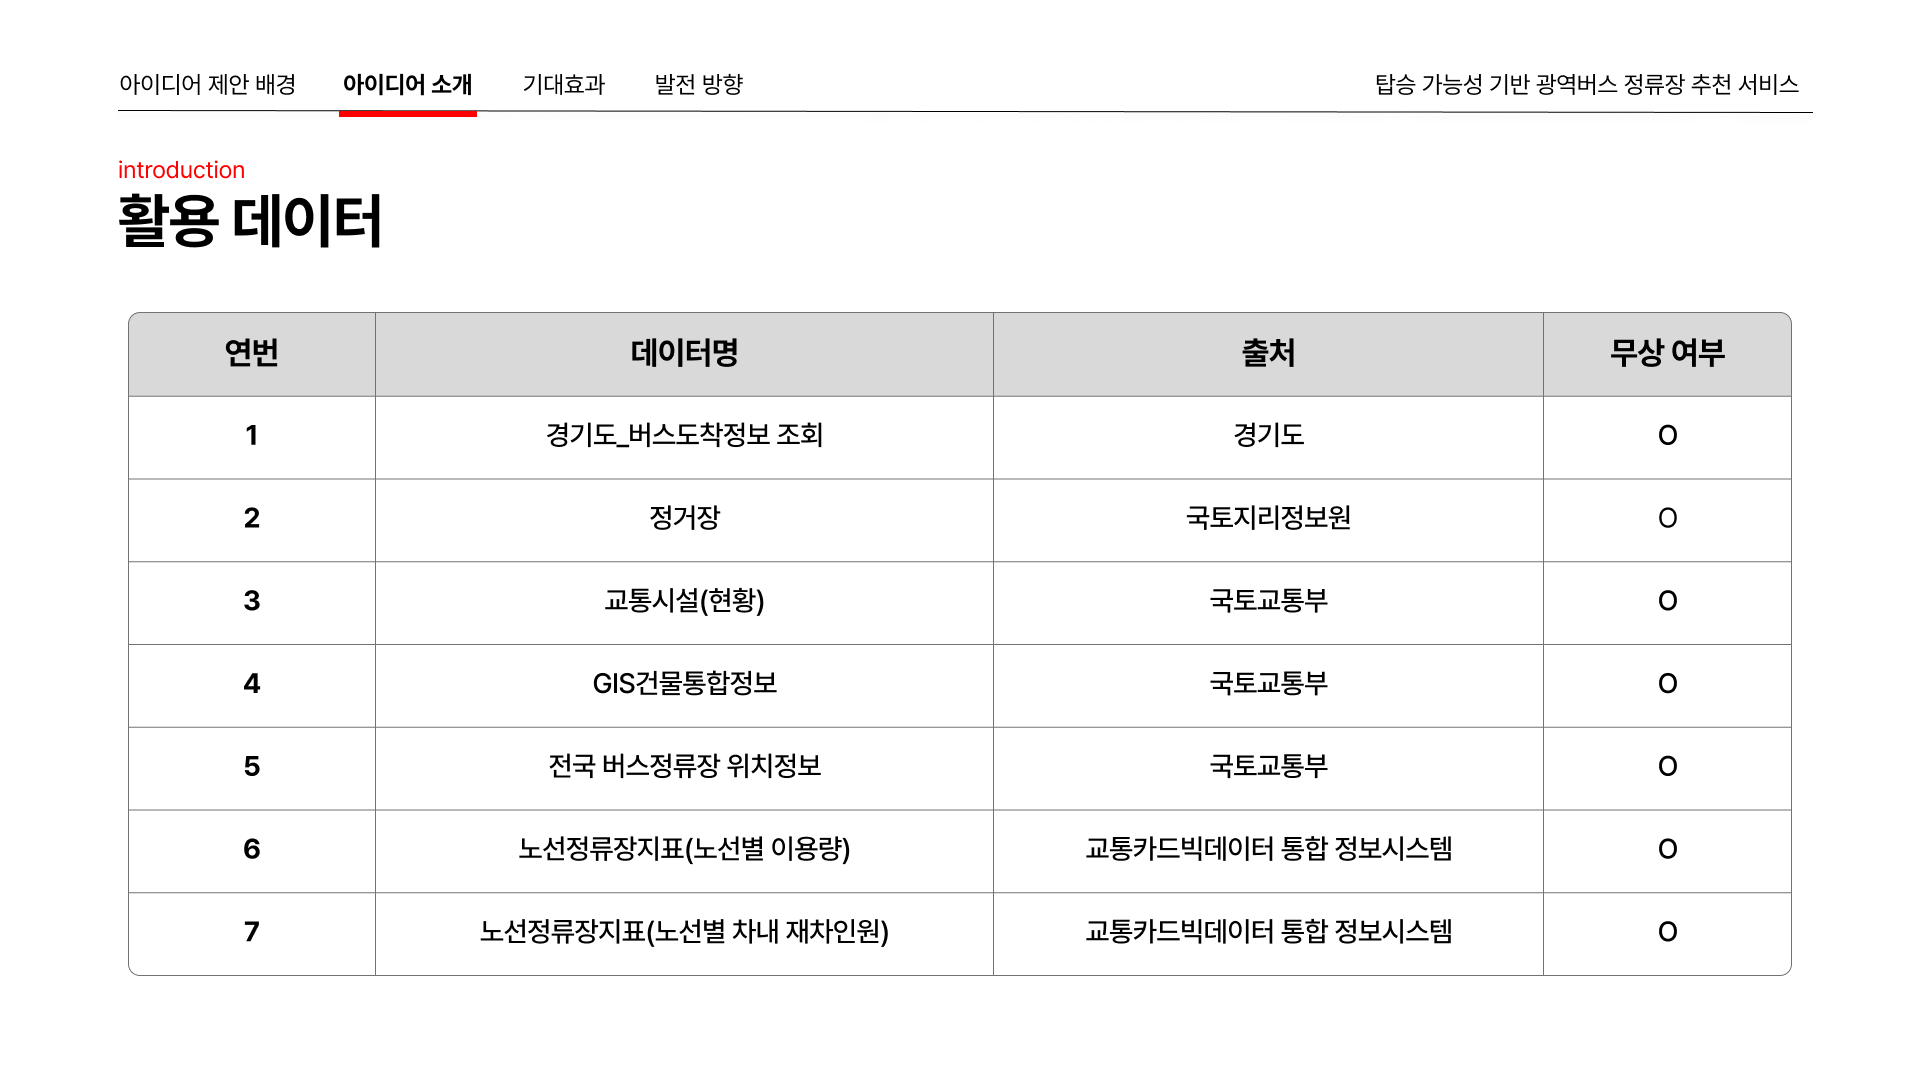 아이디어 제안 배경 아이디어 소개 기대효과 발전 방향 탑승 가능성 기반 광역버스 정류장 추천 서비스
introduction
활용 데이터
연번 데이터명 출처 무상 여부
1 경기도_버스도착정보 조회 경기도 O
2 정거장 국토지리정보원 O
3 교통시설(현황) 국토교통부 O
4 GIS건물통합정보 국토교통부 O
5 전국 버스정류장 위치정보 국토교통부 O
6 노선정류장지표(노선별 이용량) 교통카드빅데이터 통합 정보시스템 O
7 노선정류장지표(노선별 차내 재차인원) 교통카드빅데이터 통합 정보시스템 O